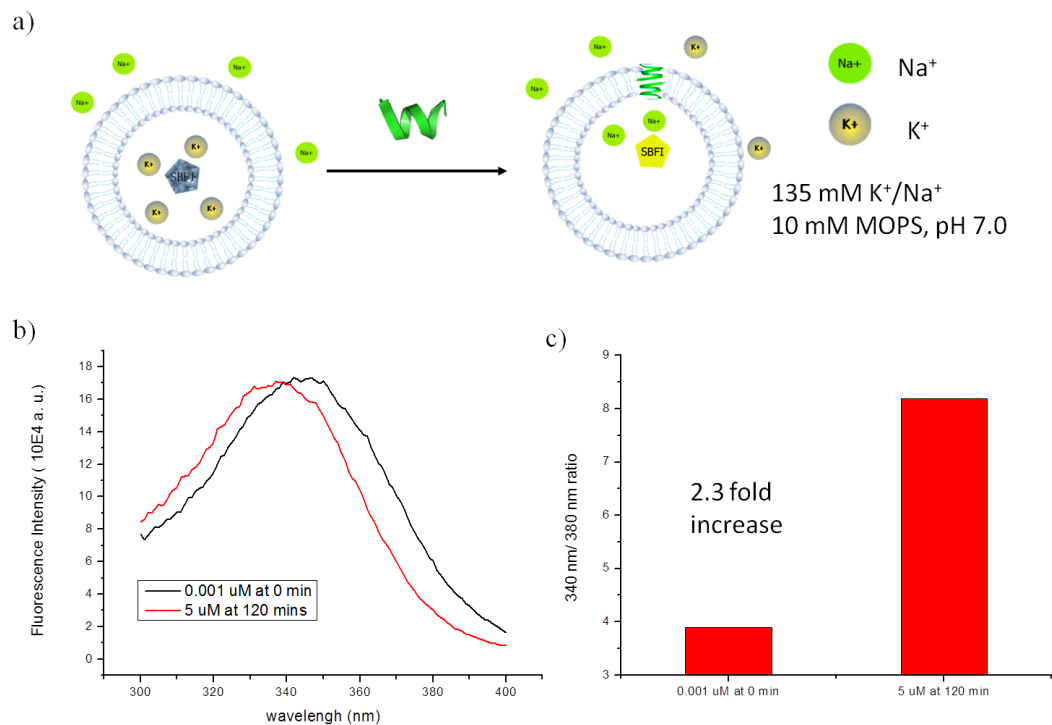 a)
Na+
Na+
Na+
Na+
Na+
K+
K+
K+
K+
SBFI
Na+
Na+
K+
K+
Na+
Na+
SBFI
Na+
Na⁺
K+
K⁺
135 mM K⁺/Na⁺
10 mM MOPS, pH 7.0
b)
Fluorescence Intensity ( 10E4 a. u.)
18
16
14
12
10
8
6
4
2
0
0.001 uM at 0 min
5 uM at 120 mins
300
320
340
360
380
400
wavelengh (nm)
c)
340 nm/ 380 nm ratio
9
8
7
6
5
4
3
2.3 fold
increase
0.001 uM at 0 min
5 uM at 120 min